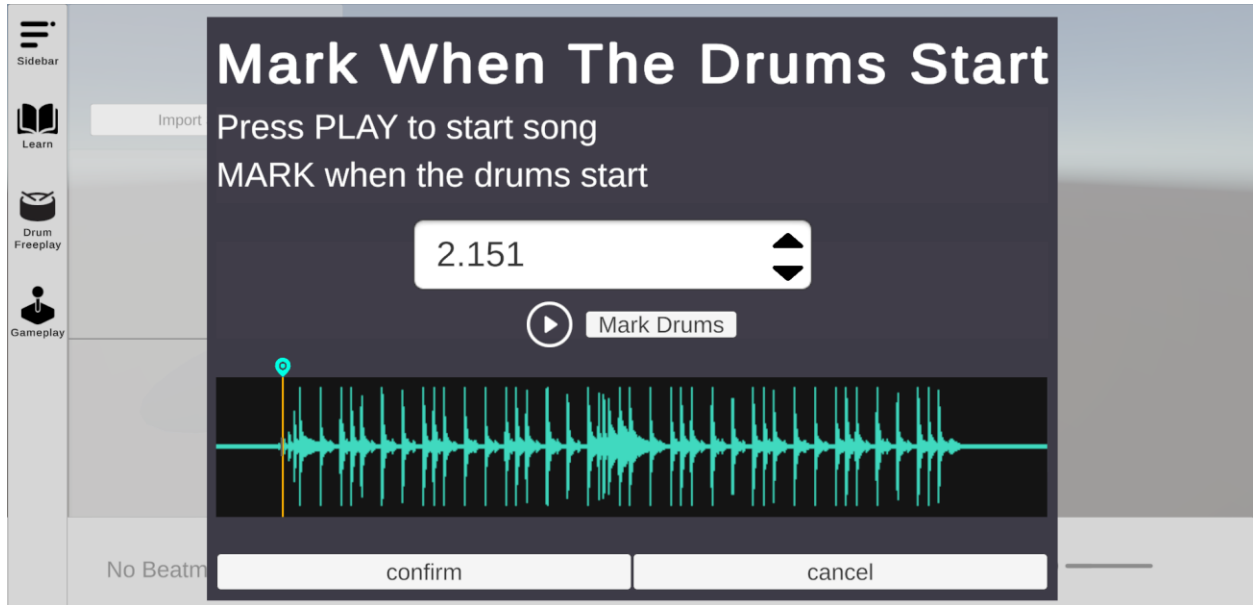 Sidebar
Learn
Drum
Freeplay
Gameplay
Import
Mark When The Drums Start
Press PLAY to start song
MARK when the drums start
2.151
Mark Drums
No Beatm
confirm
cancel